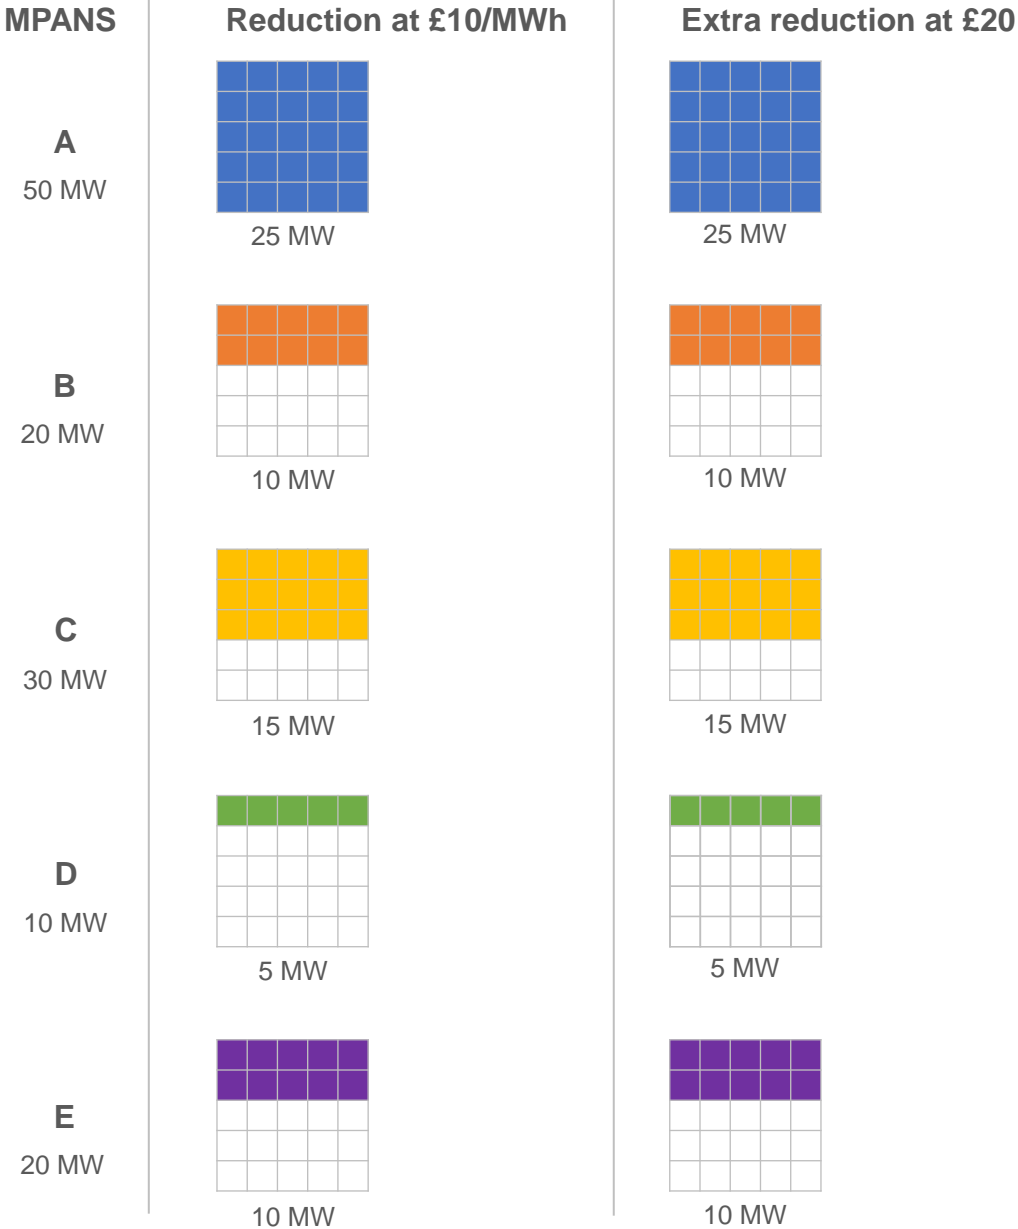 MPANS Reduction at £10/MWh Extra reduction at £20
A
50 MW
25 MW 25 MW
B
20 MW
10 MW 10 MW
C
30 MW
15 MW 15 MW
D
10 MW
5 MW 5 MW
E
20 MW
10 MW 10 MW